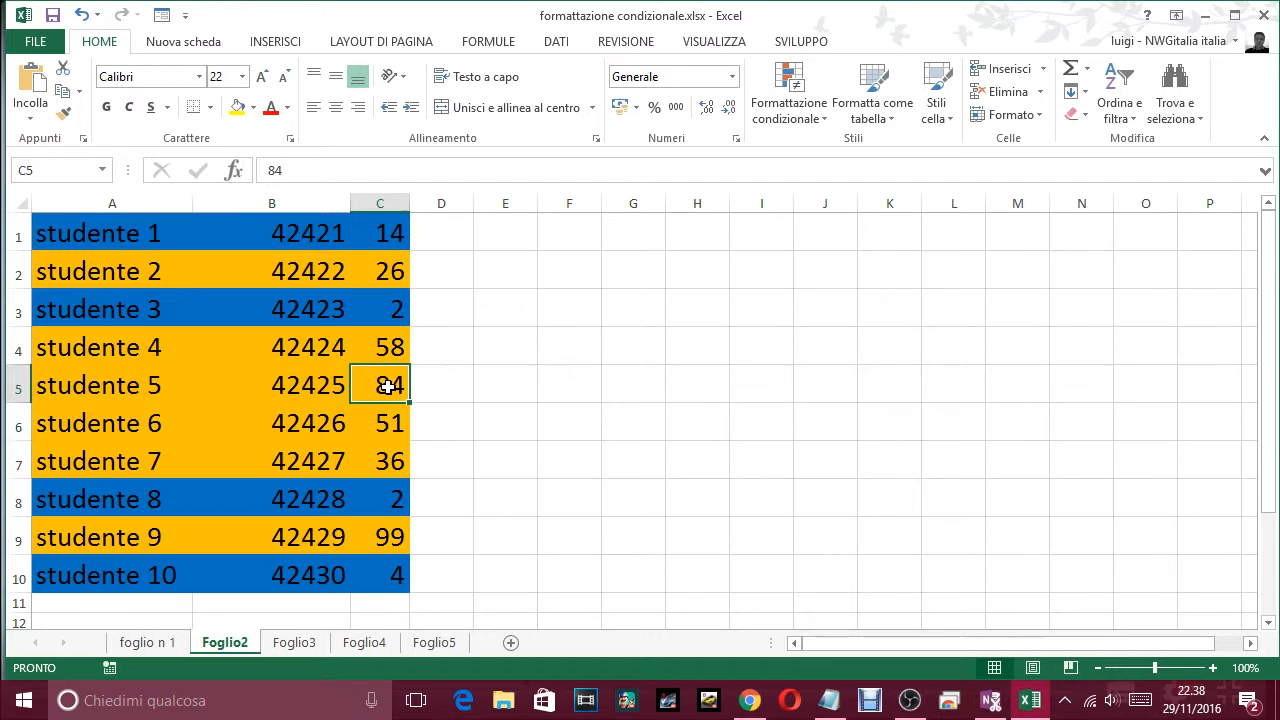 formattazione condizionale.xlsx - Excel
FILE HOME Nuova scheda INSERISCI LAYOUT DI PAGINA FORMULE DATI REVISIONE VISUALIZZA SVILUPPO luigi - NWGitalia italia
Incolla
Appunti
Calibri 22
G C S A
Carattere
Testo a capo
Unisci e allinea al centro
Allineamento
Generale
% 000
Numeri
Formattazione condizionale
Formatta come tabella
Stili cella
Stili
Inserisci
Elimina
Formato
Celle
Ordina e filtra
Trova e seleziona
Modifica
C5 fx 84
A B C D E F G H I J K L M N O P
1 studente 1 42421 14
2 studente 2 42422 26
3 studente 3 42423 2
4 studente 4 42424 58
5 studente 5 42425 84
6 studente 6 42426 51
7 studente 7 42427 36
8 studente 8 42428 2
9 studente 9 42429 99
10 studente 10 42430 4
11
12
foglio n 1 Foglio2 Foglio3 Foglio4 Foglio5
PRONTO 100%
Chiedimi qualcosa 22.38
29/11/2016 2